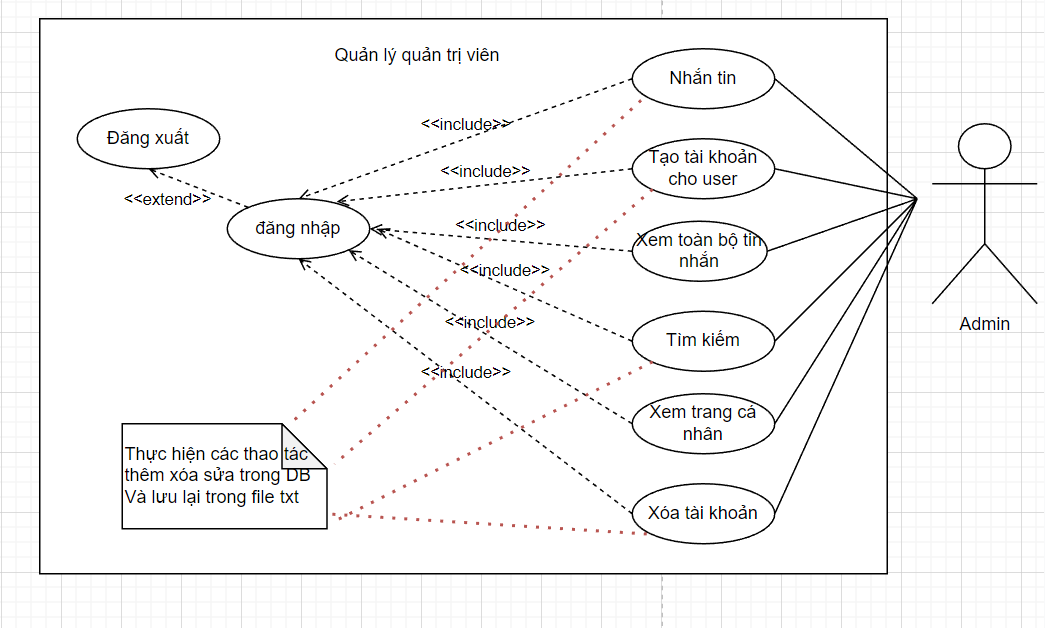 Quản lý quản trị viên
Nhắn tin
<<include>>
Đăng xuất
Tạo tài khoản
cho user
<<include>>
<<extend>>
đăng nhập
<<include>>
Xem toàn bộ tin
nhắn
<<include>>
Admin
<<include>>
Tìm kiếm
<<include>>
Xem trang cá
nhân
Thực hiện các thao tác
thêm xóa sửa trong DB
Và lưu lại trong file txt
Xóa tài khoản